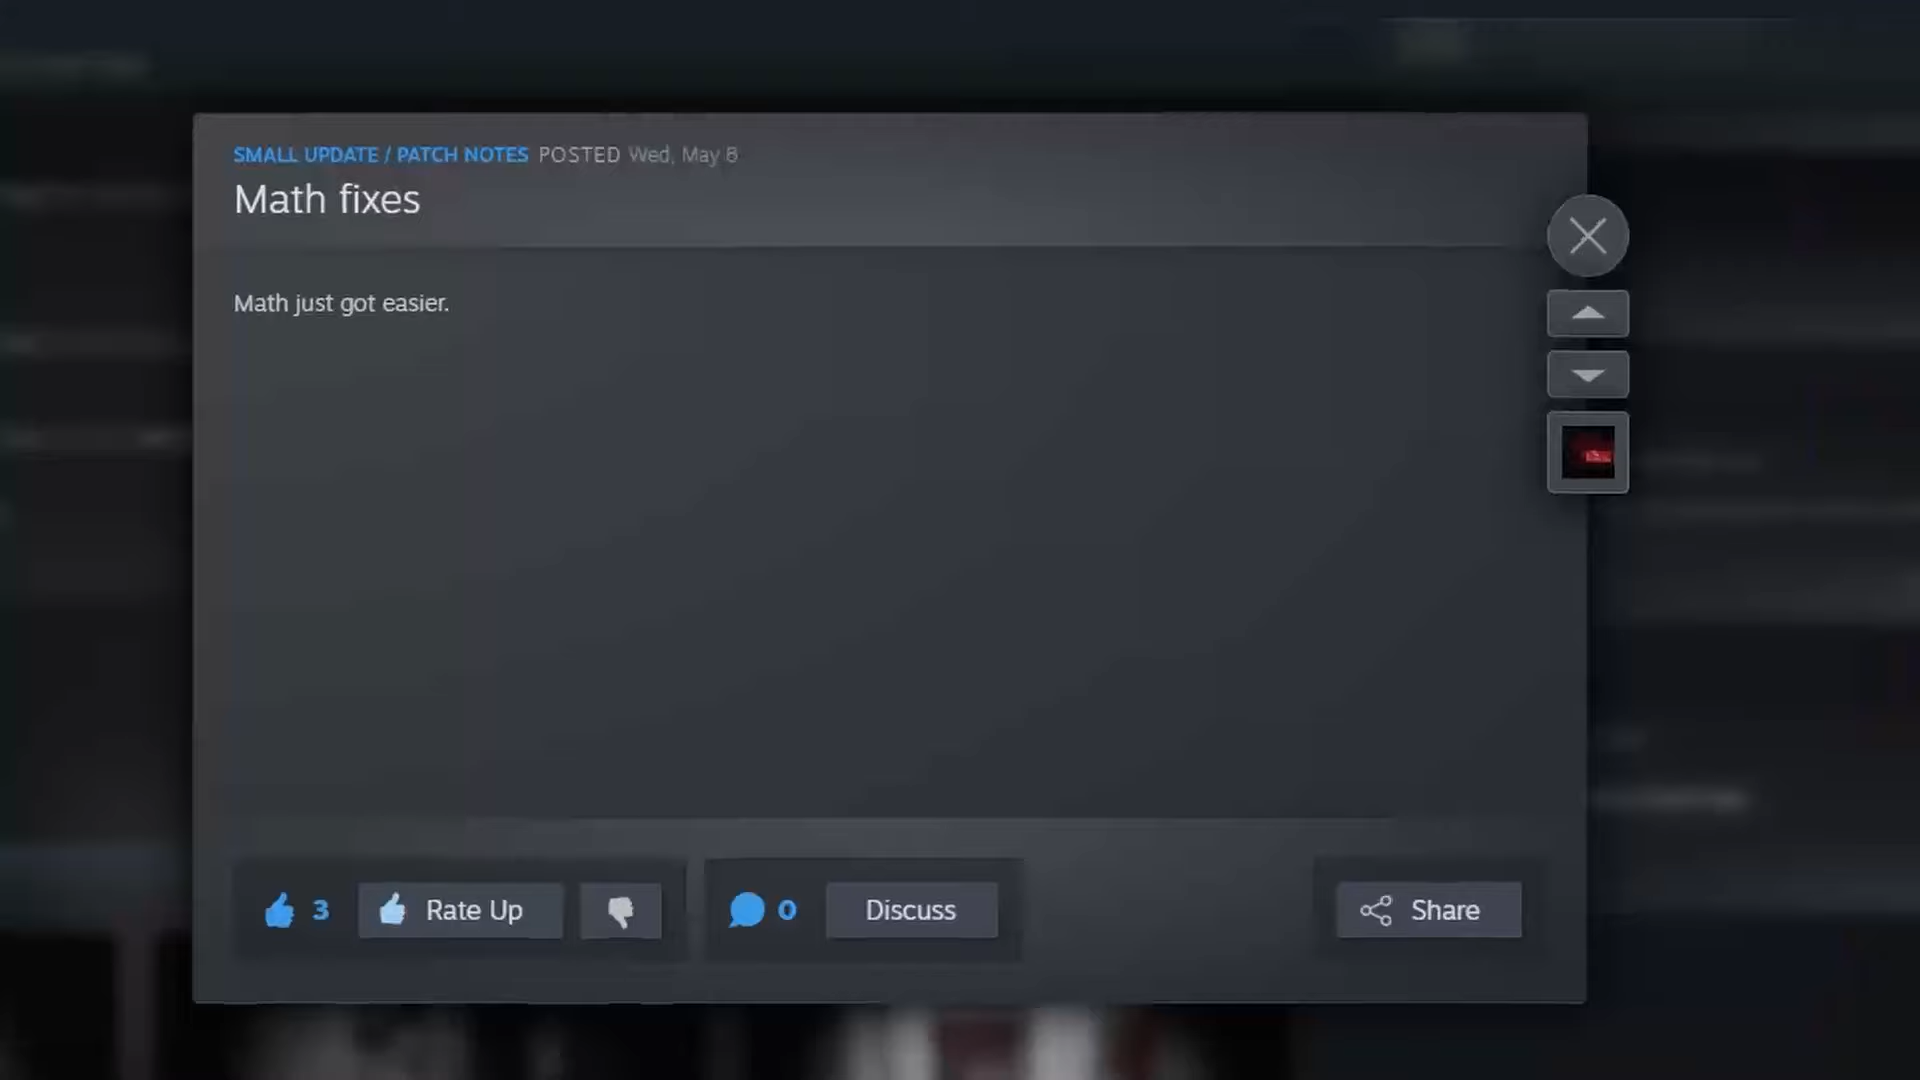 SMALL UPDATE / PATCH NOTES POSTED Wed, May 8
Math fixes
Math just got easier.
3 Rate Up 0 Discuss Share